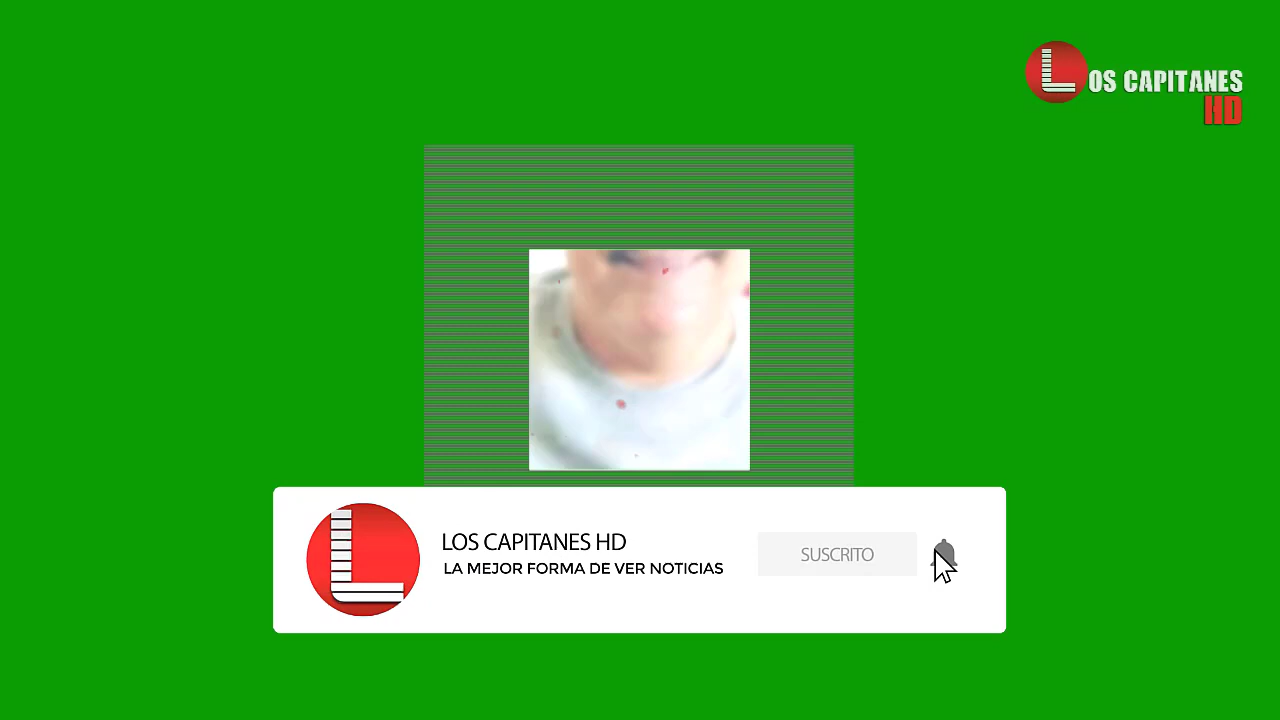 LOS CAPITANES
HD
LOS CAPITANES HD
LA MEJOR FORMA DE VER NOTICIAS
SUSCRITO